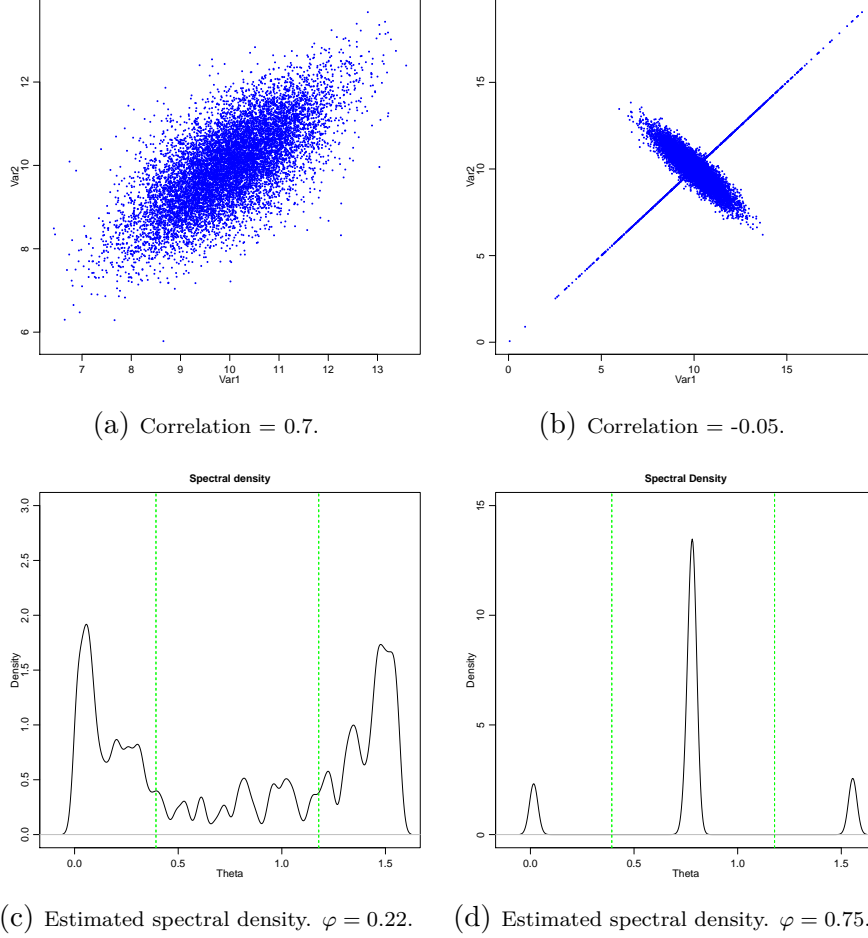 Var2
12
10
8
6
7
8
9
10
11
12
13
Var1
Var2
15
10
5
0
0
5
10
15
Var1
(a) Correlation = 0.7.
(b) Correlation = -0.05.
Spectral density
Density
3.0
2.5
2.0
1.5
1.0
0.5
0.0
0.0
0.5
1.0
1.5
Theta
Spectral Density
Density
15
10
5
0
0.0
0.5
1.0
1.5
Theta
(c) Estimated spectral density. φ = 0.22.
(d) Estimated spectral density. φ = 0.75.